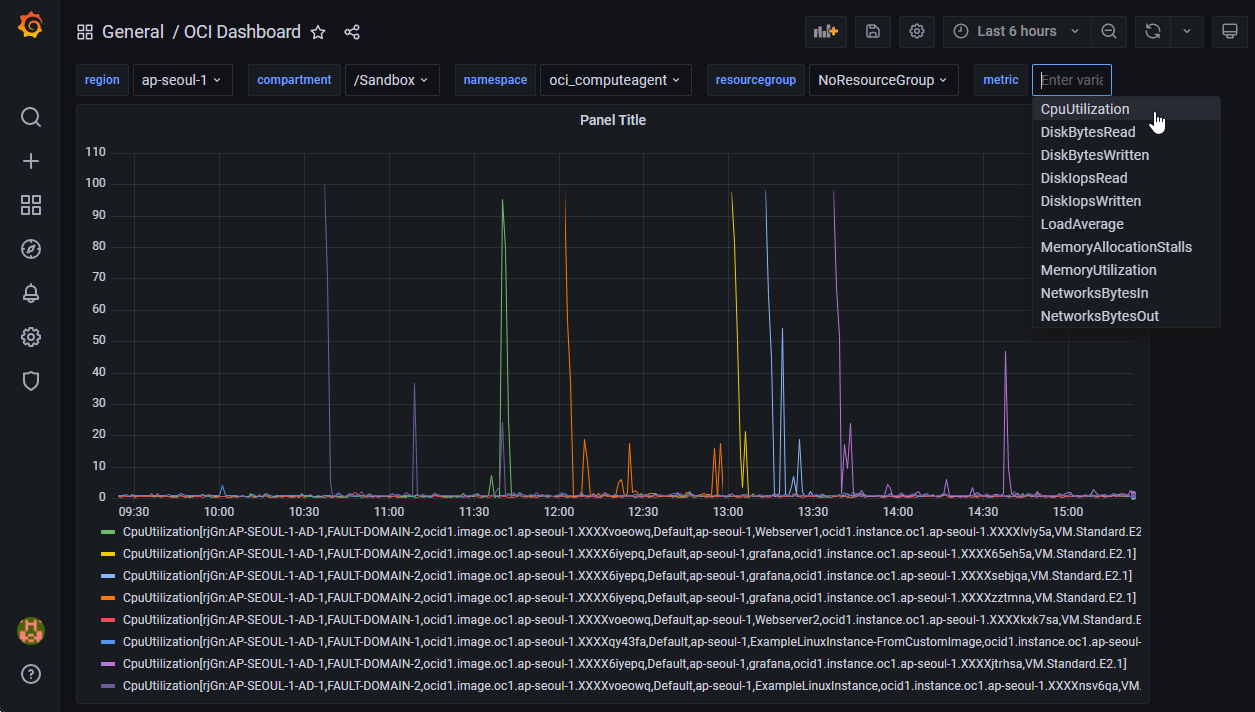 General / OCI Dashboard
Last 6 hours
region ap-seoul-1 compartment /Sandbox namespace oci_computeagent resourcegroup NoResourceGroup metric Enter varia
CpuUtilization
DiskBytesRead
DiskBytesWritten
DiskIopsRead
DiskIopsWritten
LoadAverage
MemoryAllocationStalls
MemoryUtilization
NetworksBytesIn
NetworksBytesOut
Panel Title
110
100
90
80
70
60
50
40
30
20
10
0
09:30 10:00 10:30 11:00 11:30 12:00 12:30 13:00 13:30 14:00 14:30 15:00
CpuUtilization[rjGn:AP-SEOUL-1-AD-1,FAULT-DOMAIN-2,ocid1.image.oc1.ap-seoul-1.XXXXvoeowq,Default,ap-seoul-1,Webserver1,ocid1.instance.oc1.ap-seoul-1.XXXXlvly5a,VM.Standard.E2
CpuUtilization[rjGn:AP-SEOUL-1-AD-1,FAULT-DOMAIN-2,ocid1.image.oc1.ap-seoul-1.XXXX6iyepq,Default,ap-seoul-1,grafana,ocid1.instance.oc1.ap-seoul-1.XXXX65eh5a,VM.Standard.E2.1]
CpuUtilization[rjGn:AP-SEOUL-1-AD-1,FAULT-DOMAIN-2,ocid1.image.oc1.ap-seoul-1.XXXX6iyepq,Default,ap-seoul-1,grafana,ocid1.instance.oc1.ap-seoul-1.XXXXsebjqa,VM.Standard.E2.1]
CpuUtilization[rjGn:AP-SEOUL-1-AD-1,FAULT-DOMAIN-2,ocid1.image.oc1.ap-seoul-1.XXXX6iyepq,Default,ap-seoul-1,grafana,ocid1.instance.oc1.ap-seoul-1.XXXXzztmna,VM.Standard.E2.1]
CpuUtilization[rjGn:AP-SEOUL-1-AD-1,FAULT-DOMAIN-2,ocid1.image.oc1.ap-seoul-1.XXXXvoeowq,Default,ap-seoul-1,Webserver2,ocid1.instance.oc1.ap-seoul-1.XXXXkxk7sa,VM.Standard.E
CpuUtilization[rjGn:AP-SEOUL-1-AD-1,FAULT-DOMAIN-2,ocid1.image.oc1.ap-seoul-1.XXXXqy43fa,Default,ap-seoul-1,ExampleLinuxInstance-FromCustomImage,ocid1.instance.oc1.ap-seoul-
CpuUtilization[rjGn:AP-SEOUL-1-AD-1,FAULT-DOMAIN-2,ocid1.image.oc1.ap-seoul-1.XXXX6iyepq,Default,ap-seoul-1,grafana,ocid1.instance.oc1.ap-seoul-1.XXXXjtrhsa,VM.Standard.E2.1]
CpuUtilization[rjGn:AP-SEOUL-1-AD-1,FAULT-DOMAIN-2,ocid1.image.oc1.ap-seoul-1.XXXXvoeowq,Default,ap-seoul-1,ExampleLinuxInstance,ocid1.instance.oc1.ap-seoul-1.XXXXnsv6qa,VM.